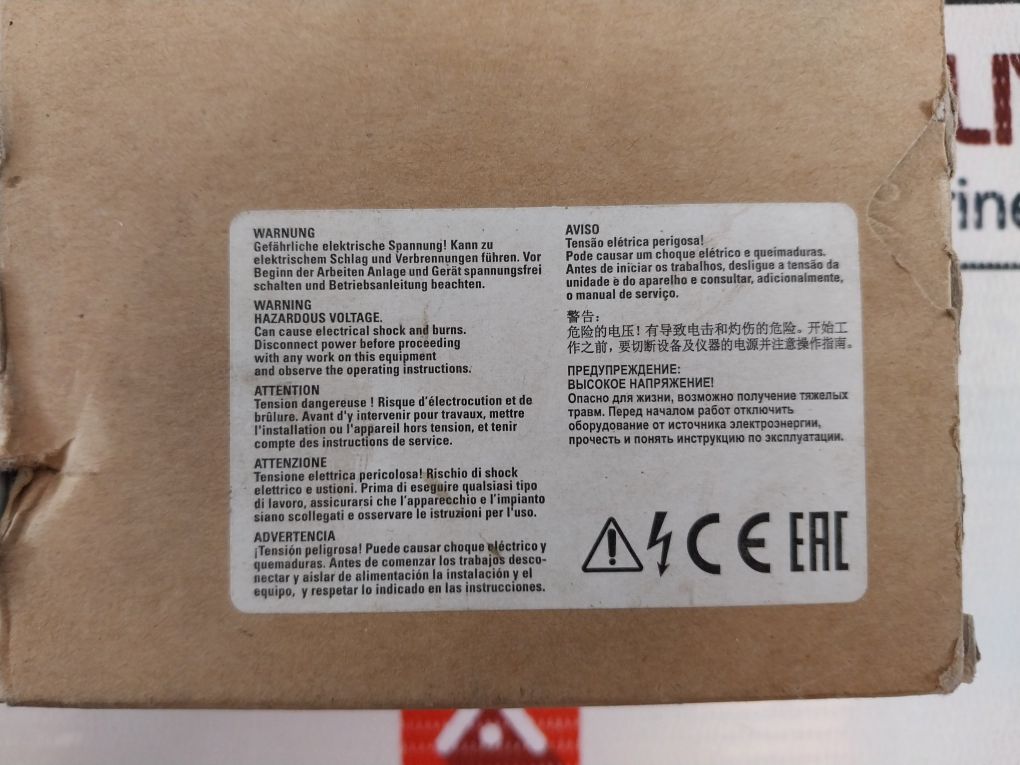 WARNUNG
Gefährliche elektrische Spannung! Kann zu
elektrischem Schlag und Verbrennungen führen. Vor
Beginn der Arbeiten Anlage und Gerät spannungsfrei
schalten und Betriebsanleitung beachten.
WARNING
HAZARDOUS VOLTAGE.
Can cause electrical shock and burns.
Disconnect power before proceeding
with any work on this equipment
and observe the operating instructions.
ATTENTION
Tension dangereuse ! Risque d'électrocution et de
brûlure. Avant d'y intervenir pour travaux, mettre
l'installation ou l'appareil hors tension, et tenir
compte des instructions de service.
ATTENZIONE
Tensione elettrica pericolosa! Rischio di shock
elettrico e ustioni. Prima di eseguire qualsiasi tipo
di lavoro, assicurarsi che l'apparecchio e l'impianto
siano scollegati e osservare le istruzioni per l'uso.
ADVERTENCIA
¡Tensión peligrosa! Puede causar choque eléctrico y
quemaduras. Antes de comenzar los trabajos desco-
nectar y aislar de alimentación la instalación y el
equipo, y respetar lo indicado en las instrucciones.
AVISO
Tensão elétrica perigosa!
Pode causar um choque elétrico e queimaduras.
Antes de iniciar os trabalhos, desligue a tensão da
unidade e do aparelho e consultar, adicionalmente,
o manual de serviço.
警告:
危险的电压! 有导致电击和灼伤的危险。开始工
作之前, 要切断设备及仪器的电源并注意操作指南。
ПРЕДУПРЕЖДЕНИЕ:
ВЫСОКОЕ НАПРЯЖЕНИЕ!
Опасно для жизни, возможно получение тяжелых
травм. Перед началом работ отключить
оборудование от источника электроэнергии,
прочесть и понять инструкцию по эксплуатации.
CE EAC